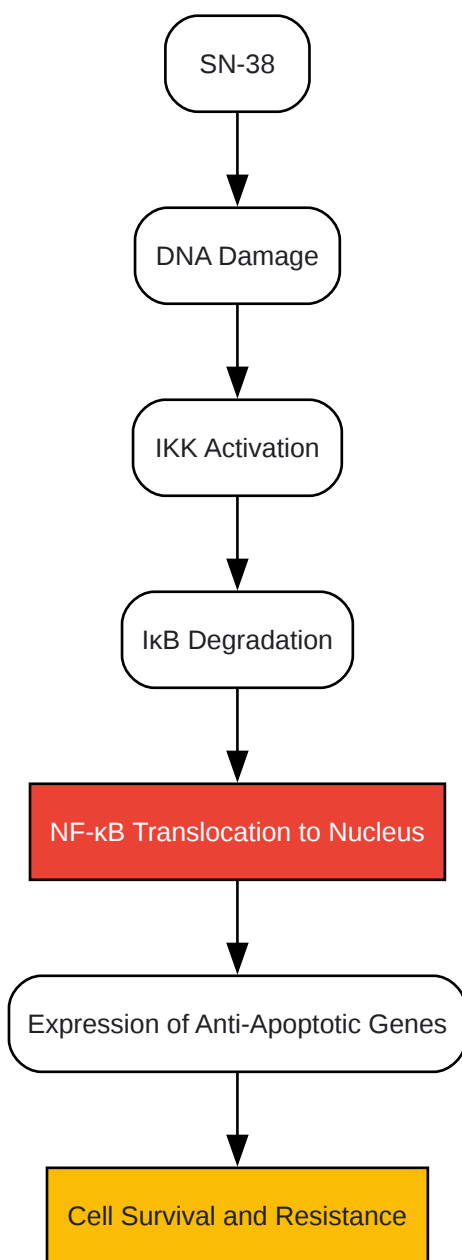 SN-38
DNA Damage
IKK Activation
IκB Degradation
NF-κB Translocation to Nucleus
Expression of Anti-Apoptotic Genes
Cell Survival and Resistance